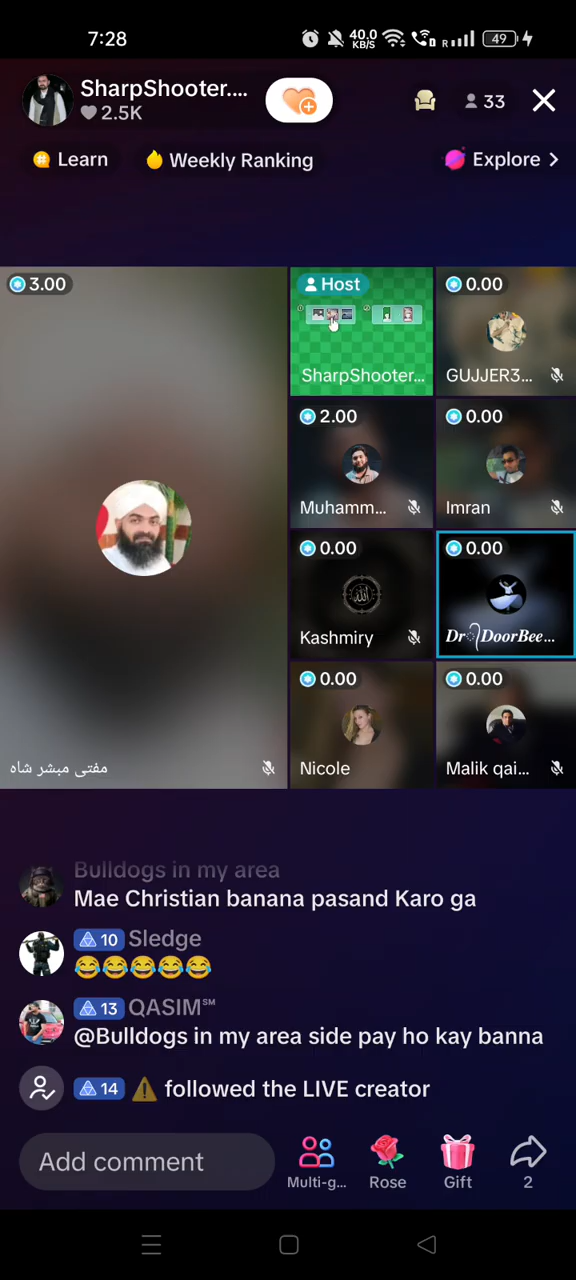 7:28
40.0
KB/S
R
49
SharpShooter....
2.5K
33
Learn
Weekly Ranking
Explore >
3.00
Host
SharpShooter...
0.00
GUJJER3...
2.00
Muhamm...
0.00
Imran
0.00
Kashmiry
0.00
DoorBee...
0.00
Nicole
0.00
Malik qai...
مفتی مبشر شاہ
Bulldogs in my area
Mae Christian banana pasand Karo ga
10 Sledge
😂😂😂😂😂
13 QASIM℠
@Bulldogs in my area side pay ho kay banna
14 ⚠ followed the LIVE creator
Add comment
Multi-g...
Rose
Gift
2